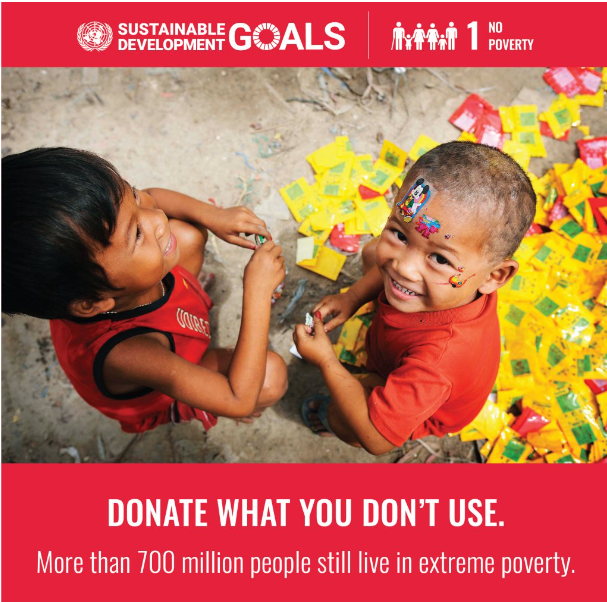 SUSTAINABLE
DEVELOPMENT
GOALS
1
NO
POVERTY
DONATE WHAT YOU DON'T USE.
More than 700 million people still live in extreme poverty.